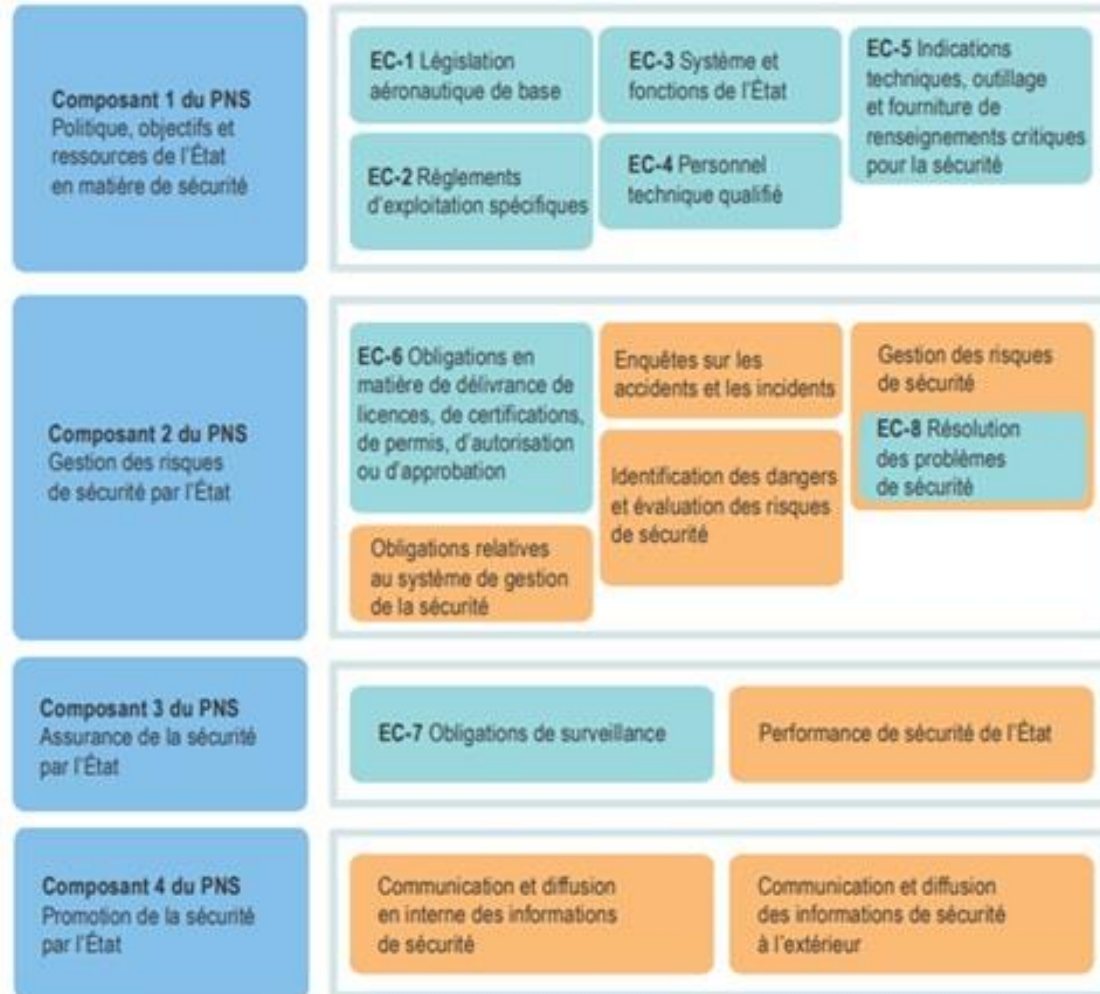 Composant 1 du PNS
Politique, objectifs et
ressources de l'État
en matière de sécurité
EC-1 Législation
aéronautique de base
EC-2 Règlements
d'exploitation spécifiques
EC-3 Système et
fonctions de l'État
EC-4 Personnel
technique qualifié
EC-5 Indications
techniques, outillage
et fourniture de
renseignements critiques
pour la sécurité
Composant 2 du PNS
Gestion des risques
de sécurité par l'État
EC-6 Obligations en
matière de délivrance de
licences, de certifications,
de permis, d'autorisation
ou d'approbation
Obligations relatives
au système de gestion
de la sécurité
Enquêtes sur les
accidents et les incidents
Identification des dangers
et évaluation des risques
de sécurité
Gestion des risques
de sécurité
EC-8 Résolution
des problèmes
de sécurité
Composant 3 du PNS
Assurance de la sécurité
par l'État
EC-7 Obligations de surveillance
Performance de sécurité de l'État
Composant 4 du PNS
Promotion de la sécurité
par l'État
Communication et diffusion
en interne des informations
de sécurité
Communication et diffusion
des informations de sécurité
à l'extérieur